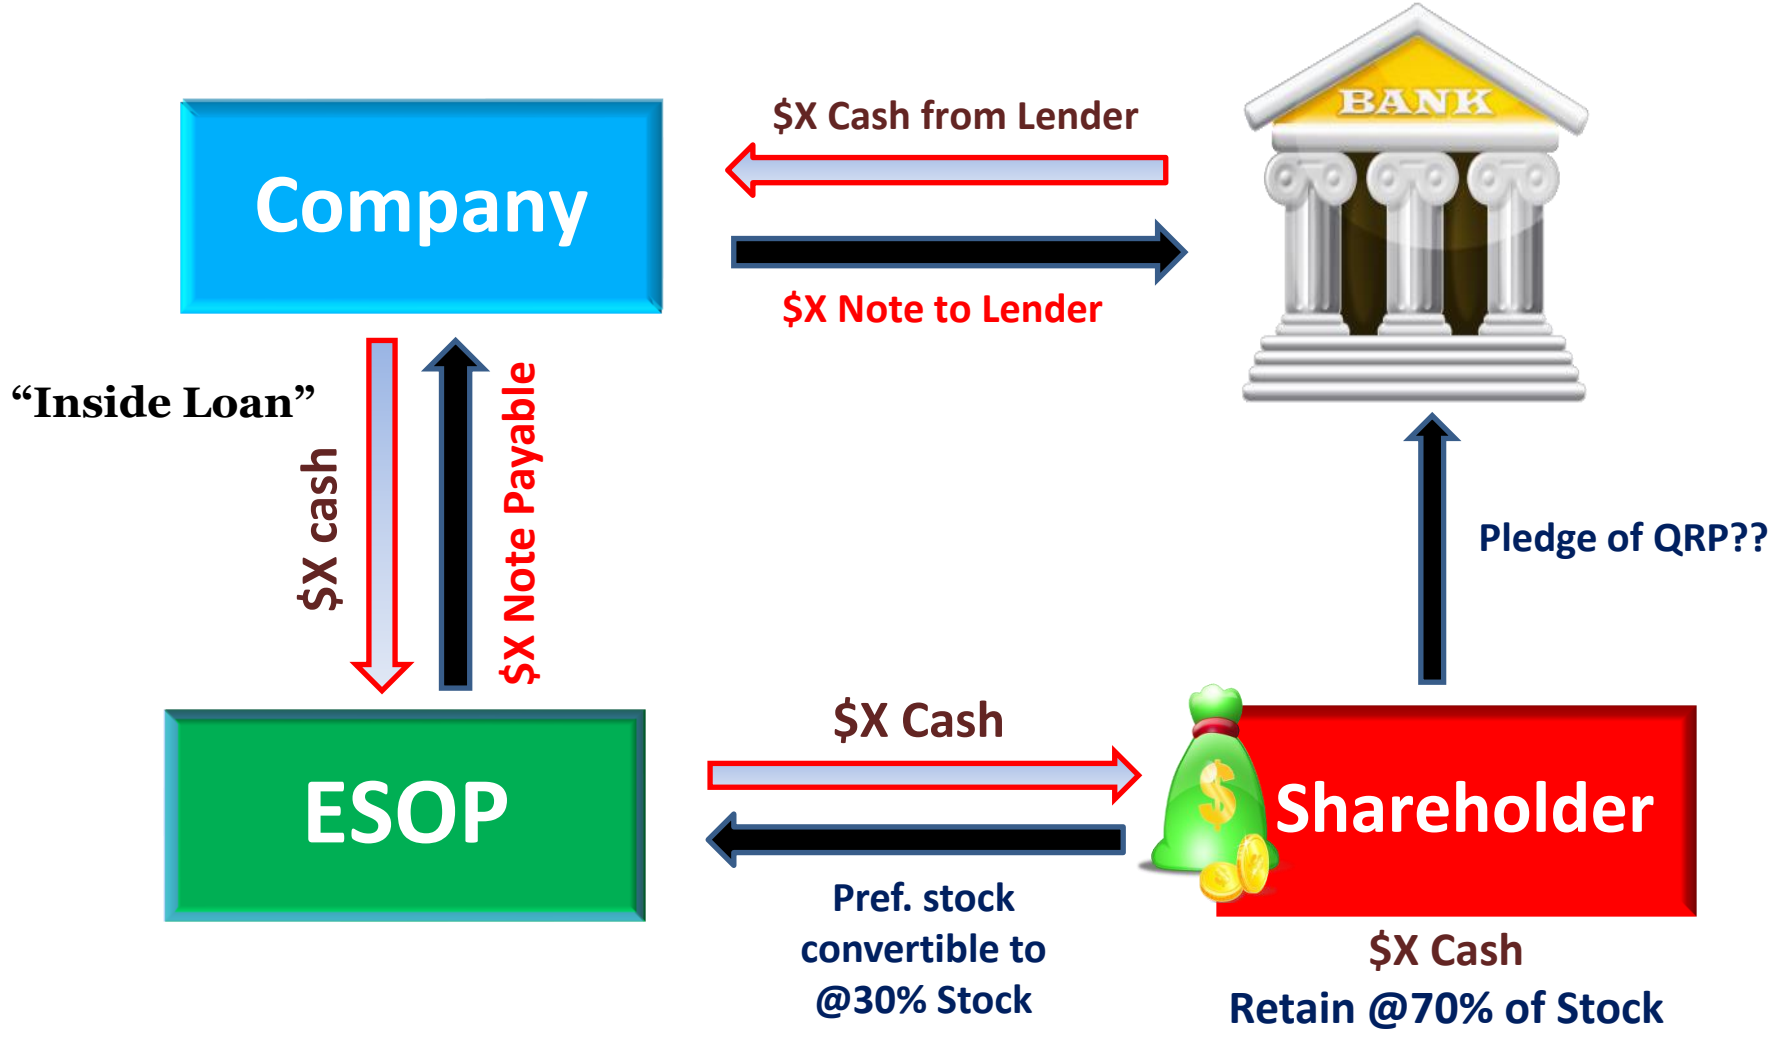 BANK
$X Cash from Lender
Company
$X Note to Lender
“Inside Loan”
$X cash
$X Note Payable
Pledge of QRP??
$X Cash
ESOP
Shareholder
Pref. stock
convertible to
@30% Stock
$X Cash
Retain @70% of Stock